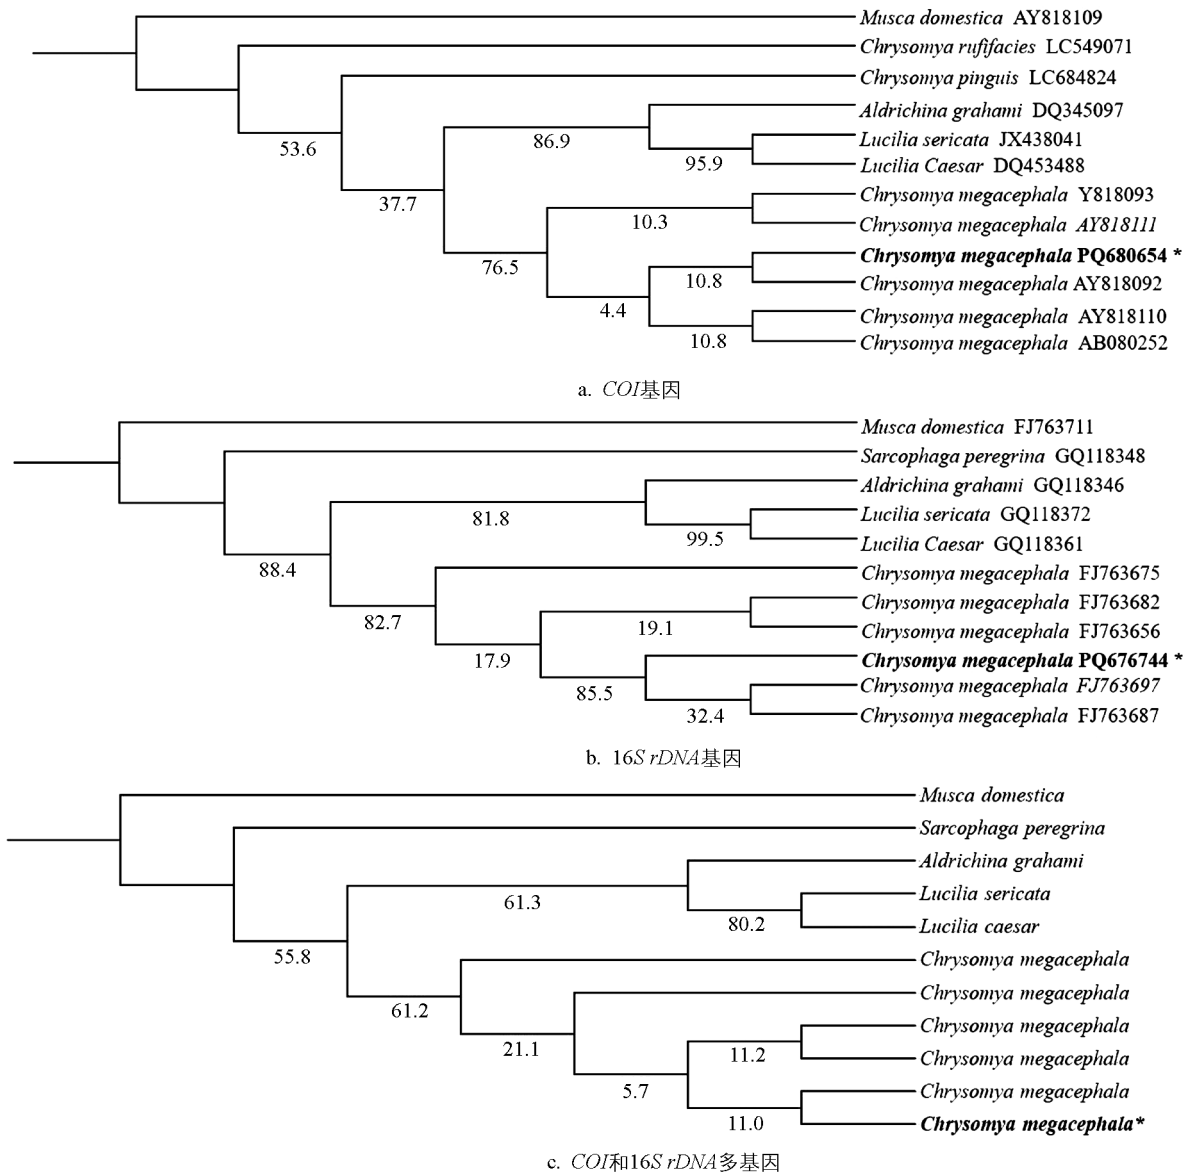 Musca domestica AY818109
Chrysomya rufifacies LC549071
Chrysomya pinguis LC684824
Aldrichina grahami DQ345097
86.9
Lucilia sericata JX438041
53.6
95.9
Lucilia Caesar DQ453488
Chrysomya megacephala Y818093
37.7
10.3
Chrysomya megacephala AY818111
Chrysomya megacephala PQ680654 *
76.5
10.8
Chrysomya megacephala AY818092
4.4
Chrysomya megacephala AY818110
10.8
Chrysomya megacephala AB080252
a. COI基因
Musca domestica FJ763711
Sarcophaga peregrina GQ118348
Aldrichina grahami GQ118346
81.8
Lucilia sericata GQ118372
99.5
Lucilia Caesar GQ118361
88.4
Chrysomya megacephala FJ763675
Chrysomya megacephala FJ763682
82.7
19.1
Chrysomya megacephala FJ763656
17.9
Chrysomya megacephala PQ676744 *
85.5
Chrysomya megacephala FJ763697
32.4
Chrysomya megacephala FJ763687
b. 16S rDNA基因
Musca domestica
Sarcophaga peregrina
Aldrichina grahami
61.3
Lucilia sericata
80.2
Lucilia caesar
55.8
Chrysomya megacephala
61.2
Chrysomya megacephala
21.1
Chrysomya megacephala
11.2
Chrysomya megacephala
5.7
Chrysomya megacephala
11.0
Chrysomya megacephala*
c. COI和16S rDNA多基因